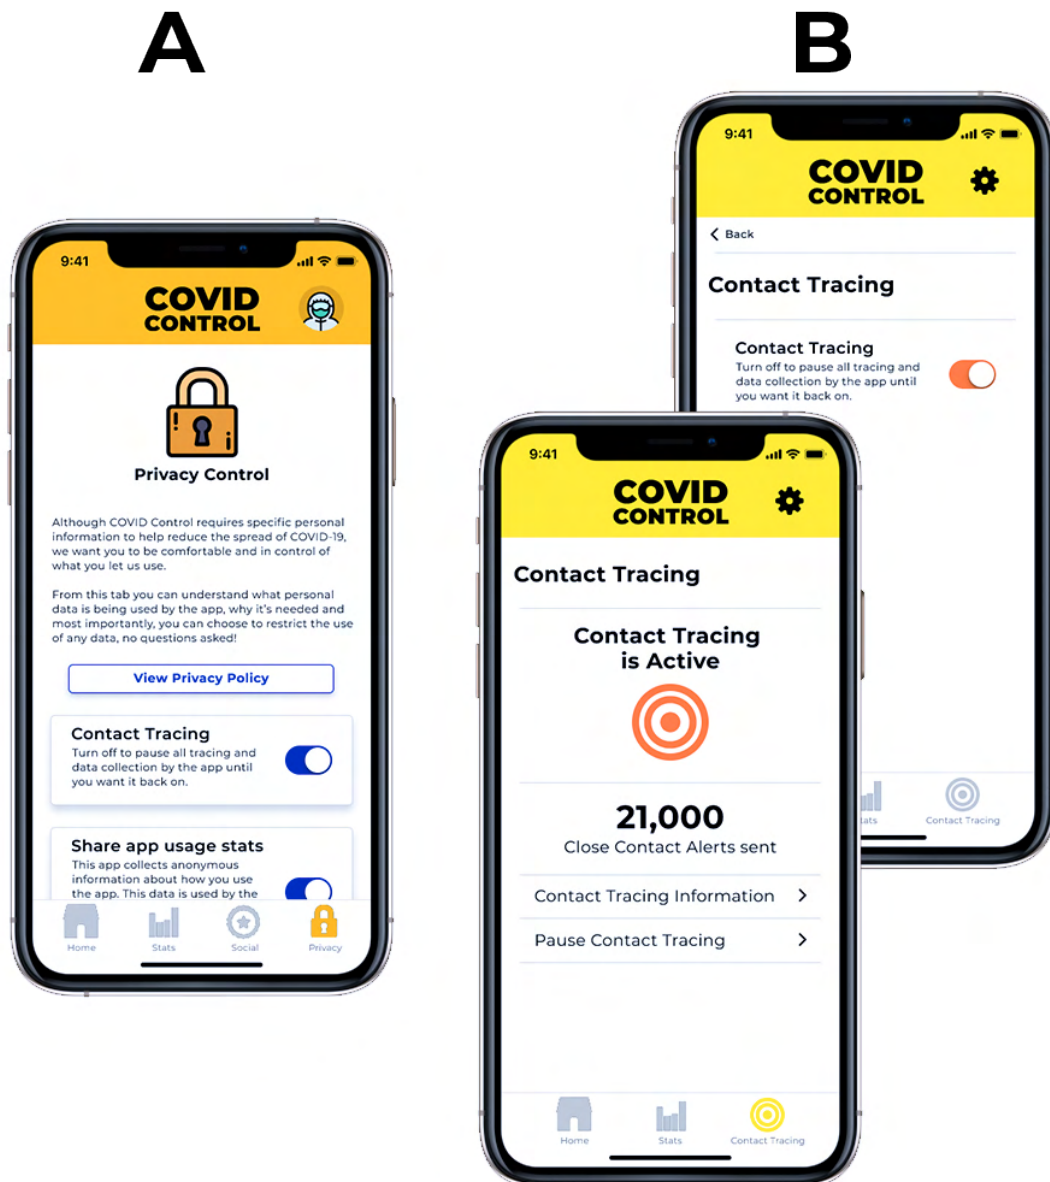 A
B
9:41
COVID
CONTROL
Privacy Control
Although COVID Control requires specific personal
information to help reduce the spread of COVID-19,
we want you to be comfortable and in control of
what you let us use.
From this tab you can understand what personal
data is being used by the app, why it's needed and
most importantly, you can choose to restrict the use
of any data, no questions asked!
View Privacy Policy
Contact Tracing
Turn off to pause all tracing and
data collection by the app until
you want it back on.
Share app usage stats
This app collects anonymous
information about how you use
the app. This data is used by the
Home
Stats
Social
Privacy
9:41
COVID
CONTROL
Back
Contact Tracing
Contact Tracing
Turn off to pause all tracing and
data collection by the app until
you want it back on.
tats
Contact Tracing
9:41
COVID
CONTROL
Contact Tracing
Contact Tracing
is Active
21,000
Close Contact Alerts sent
Contact Tracing Information
Pause Contact Tracing
Home
Stats
Contact Tracing